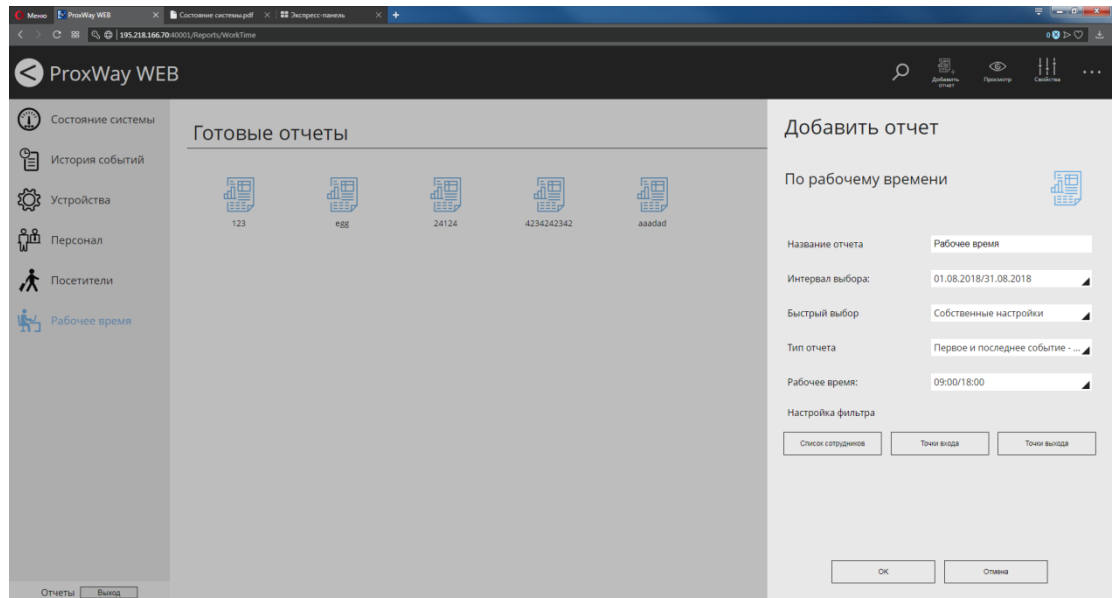 Меню
ProxWay WEB
Состояние системы.pdf
Экспресс-панель
195.218.166.70:40001/Reports/WorkTime
0
ProxWay WEB
Добавить
отчет
Просмотр
Свойства
Состояние системы
История событий
Устройства
Персонал
Посетители
Рабочее время
Отчеты
Выход
Готовые отчеты
123
egg
24124
4234242342
aaadad
Добавить отчет
По рабочему времени
Название отчета
Рабочее время
Интервал выбора:
01.08.2018/31.08.2018
Быстрый выбор
Собственные настройки
Тип отчета
Первое и последнее событие - ...
Рабочее время:
09:00/18:00
Настройка фильтра
Список сотрудников
Точки входа
Точки выхода
OK
Отмена